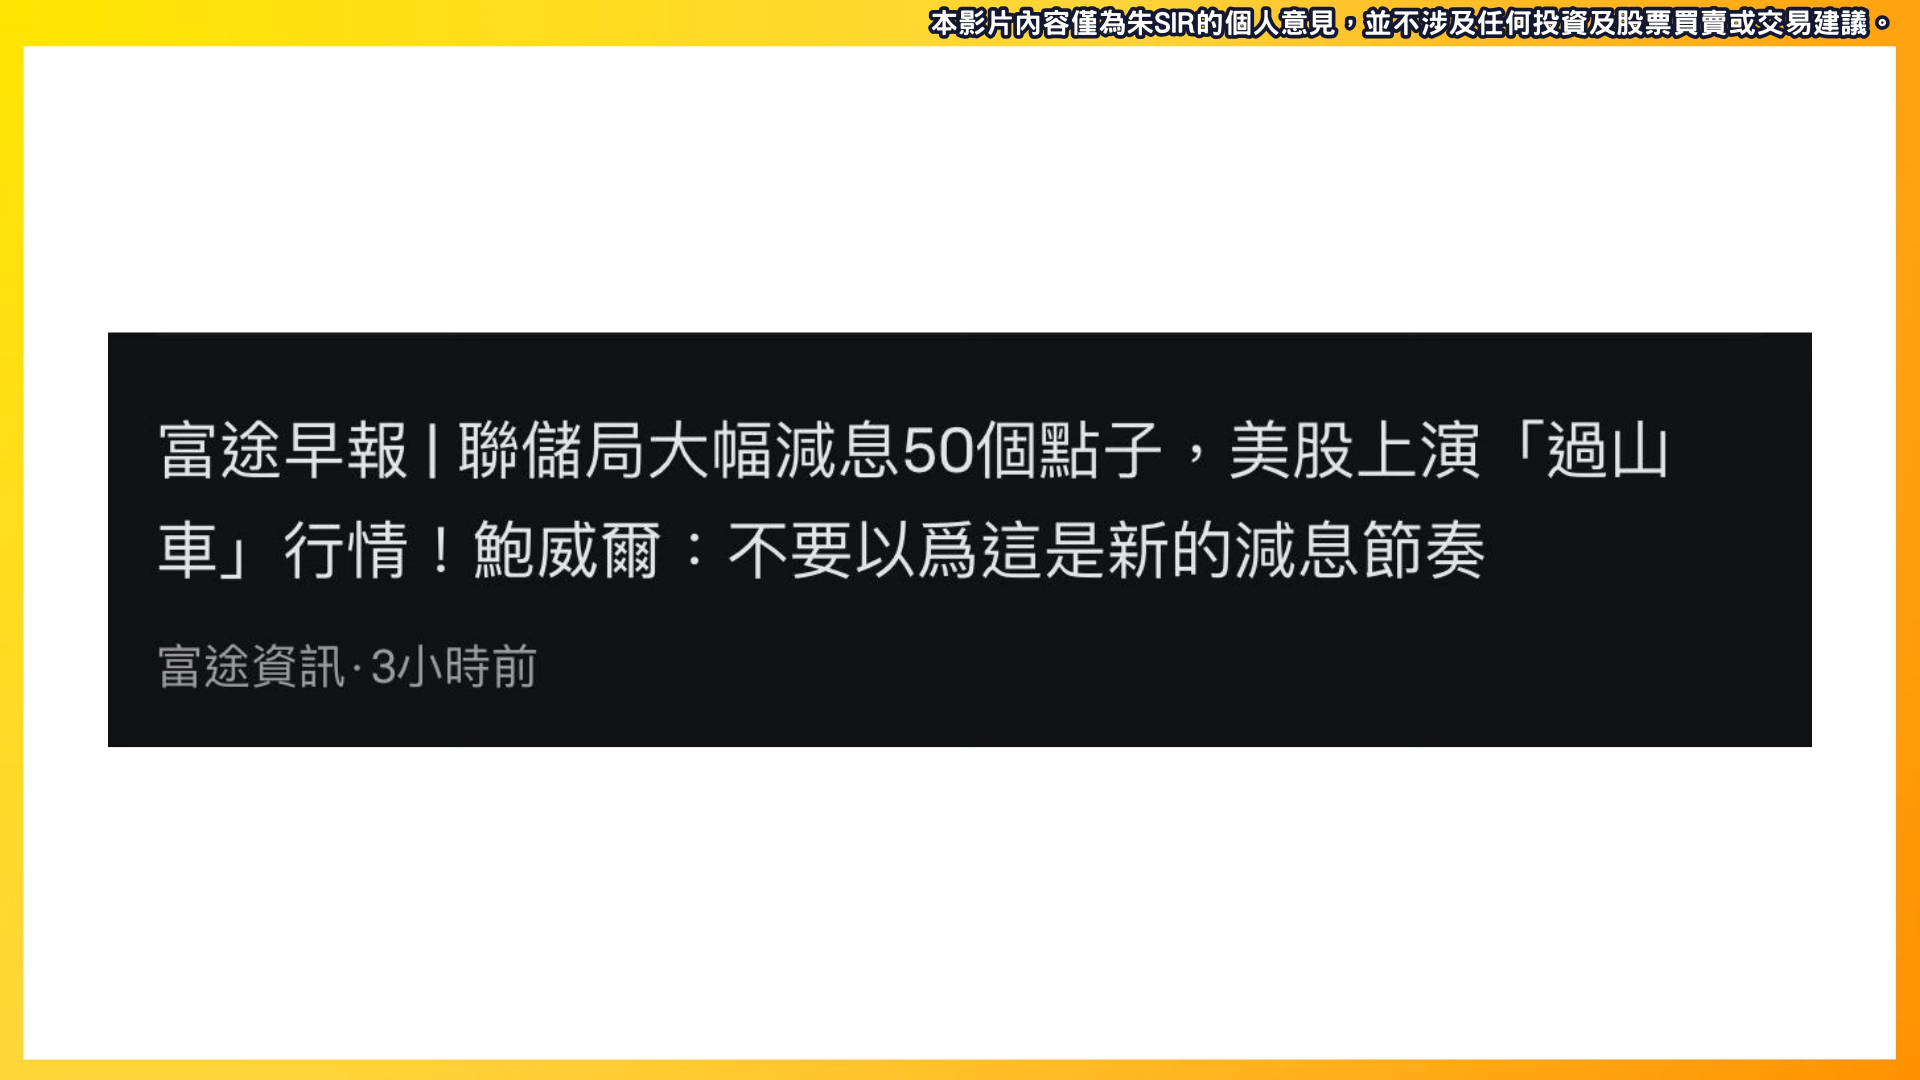 本影片內容僅為朱SIR的個人意見，並不涉及任何投資及股票買賣或交易建議。
富途早報 | 聯儲局大幅減息50個點子，美股上演「過山
車」行情！鮑威爾：不要以爲這是新的減息節奏
富途資訊·3小時前